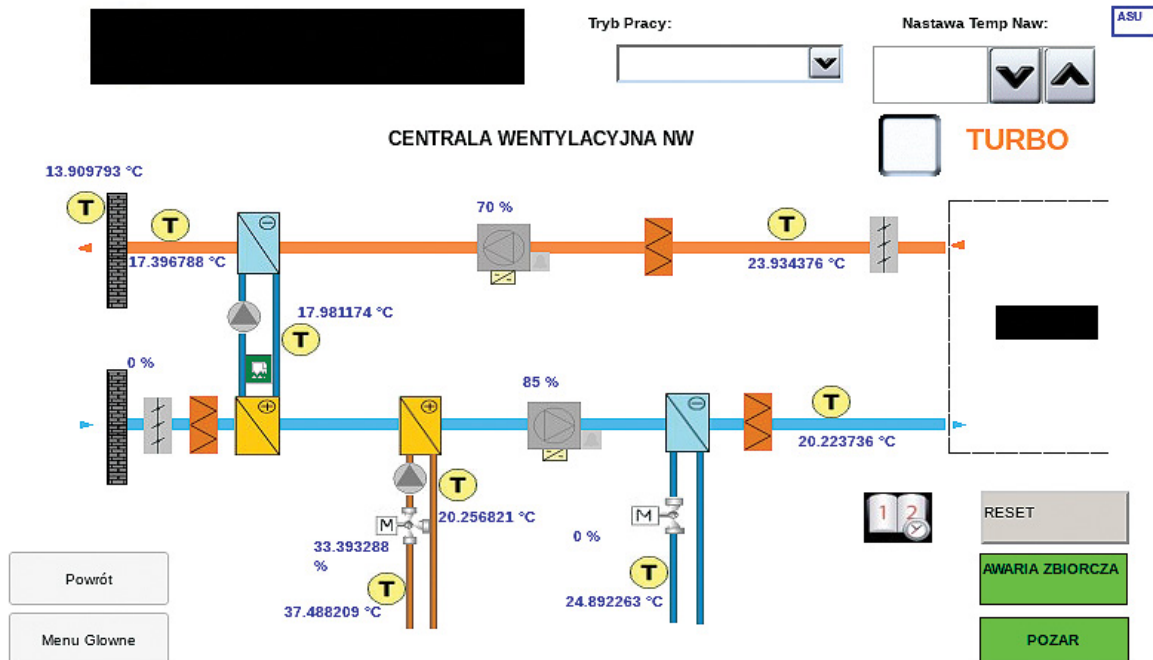 Tryb Pracy:
Nastawa Temp Naw:
ASU
CENTRALA WENTYLACYJNA NW
TURBO
13.909793 °C
T
T
17.396788 °C
70 %
T
23.934376 °C
17.981174 °C
T
0 %
85 %
T
20.223736 °C
T
20.256821 °C
M
33.393288
%
T
37.488209 °C
M
0 %
T
24.892263 °C
1 2
RESET
AWARIA ZBIORCZA
POZAR
Powrót
Menu Glowne